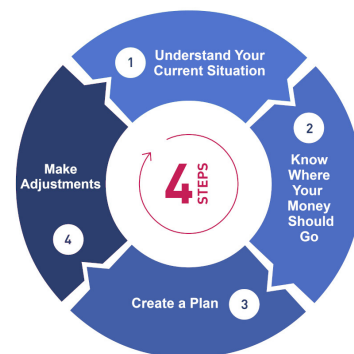 1
Understand Your
Current Situation
2
Know
Where
Your
Money
Should
Go
Create a Plan
3
Make
Adjustments
4
4
STEPS